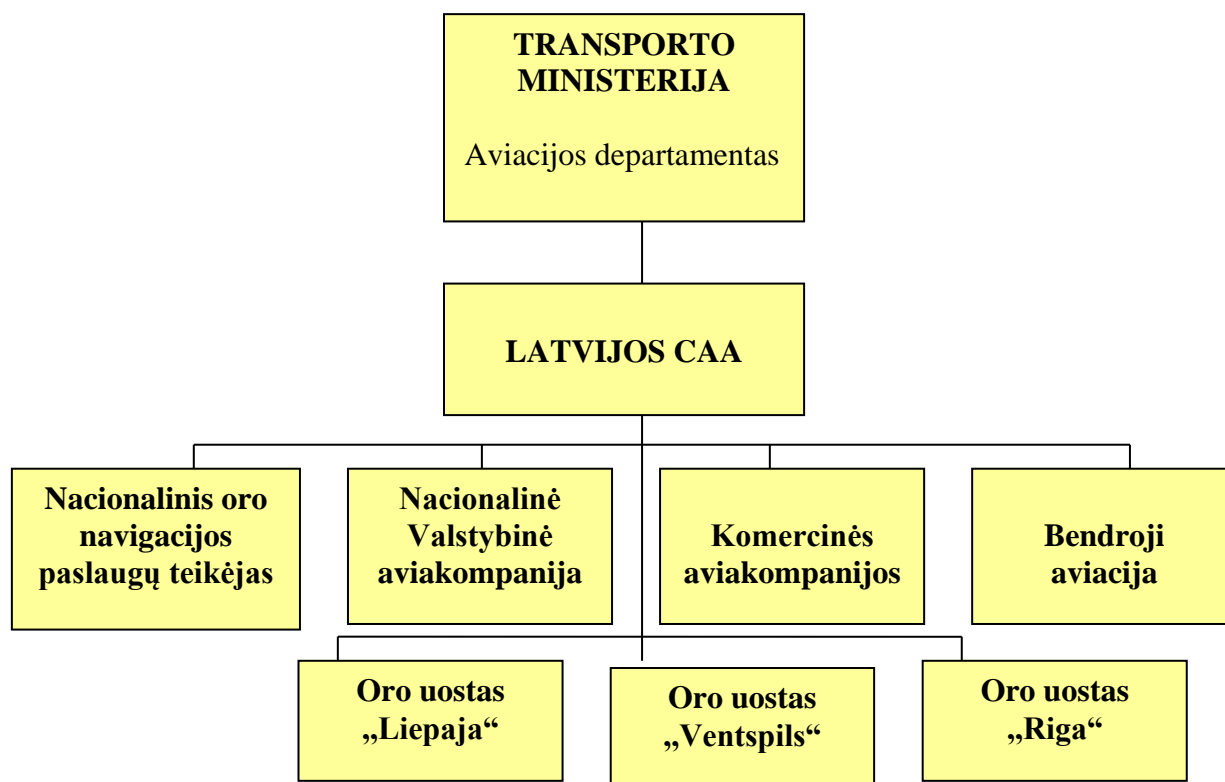 TRANSPORTO
MINISTERIJA
Aviacijos departamentas
LATVIJOS CAA
Nacionalinis oro
navigacijos
paslaugų teikėjas
Nacionalinė
Valstybinė
aviakompanija
Komercinės
aviakompanijos
Bendroji
aviacija
Oro uostas
„Liepaja“
Oro uostas
„Ventspils“
Oro uostas
„Riga“